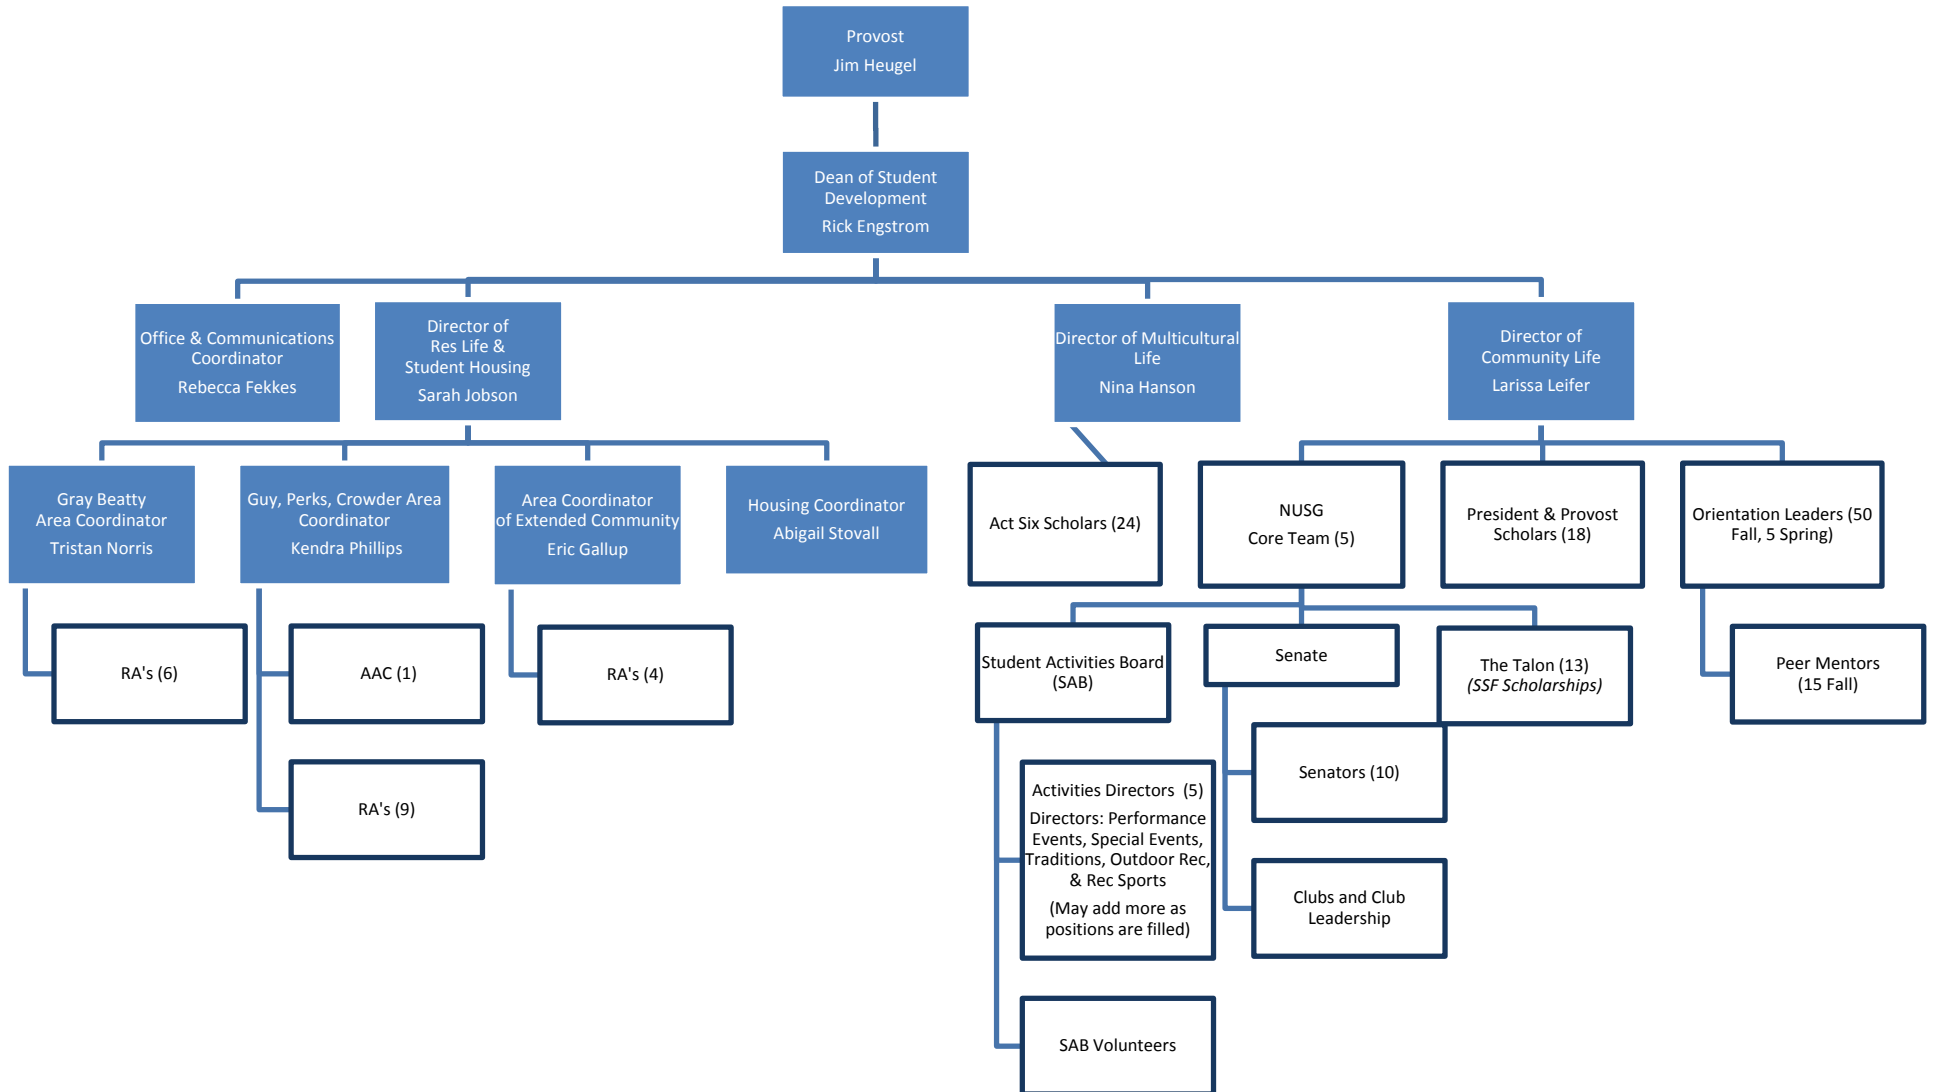 Provost
Jim Heugel
Dean of Student
Development
Rick Engstrom
Office & Communications
Coordinator
Rebecca Fekkes
Director of
Res Life &
Student Housing
Sarah Jobson
Director of Multicultural
Life
Nina Hanson
Director of
Community Life
Larissa Leifer
Gray Beatty
Area Coordinator
Tristan Norris
Guy, Perks, Crowder Area
Coordinator
Kendra Phillips
Area Coordinator
of Extended Community
Eric Gallup
Housing Coordinator
Abigail Stovall
Act Six Scholars (24)
NUSG
Core Team (5)
President & Provost
Scholars (18)
Orientation Leaders (50
Fall, 5 Spring)
RA's (6)
AAC (1)
RA's (4)
Student Activities Board
(SAB)
Senate
The Talon (13)
(SSF Scholarships)
Peer Mentors
(15 Fall)
RA's (9)
Activities Directors  (5)
Directors: Performance
Events, Special Events,
Traditions, Outdoor Rec,
& Rec Sports
(May add more as
positions are filled)
Senators (10)
Clubs and Club
Leadership
SAB Volunteers